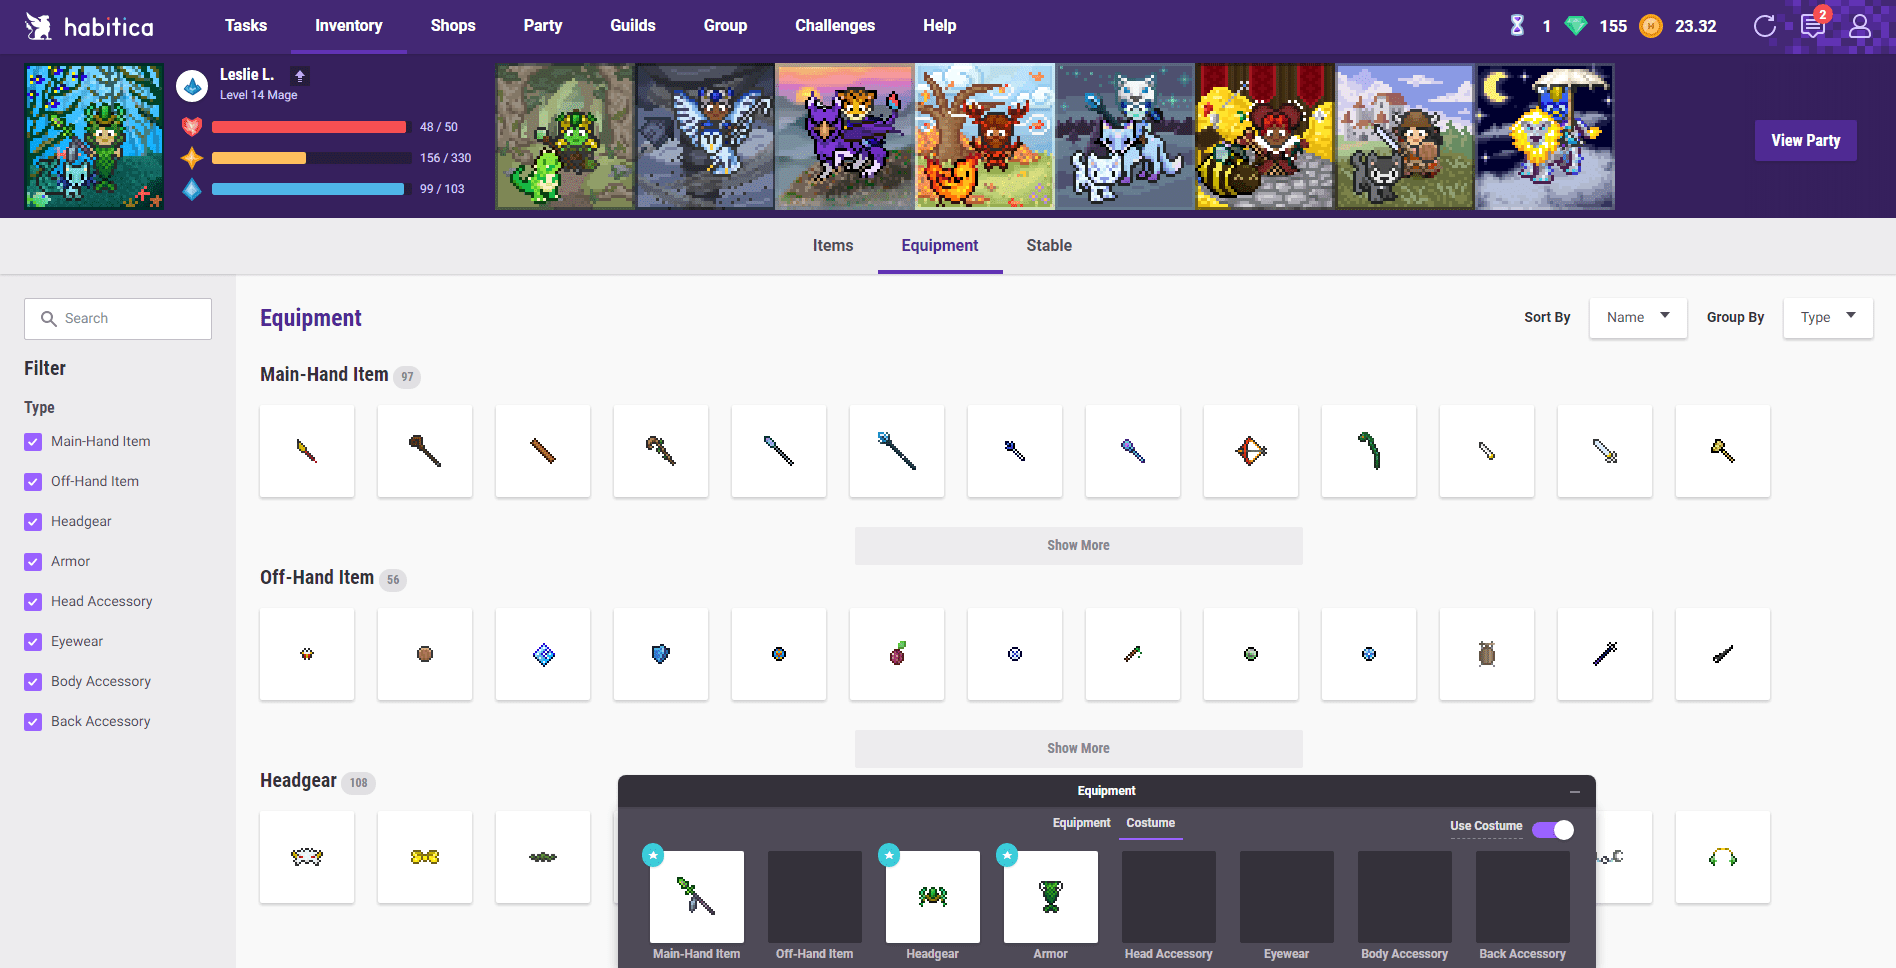 habitica
Tasks
Inventory
Shops
Party
Guilds
Group
Challenges
Help
1
155
23.32
2
Leslie L.
Level 14 Mage
48 / 50
156 / 330
99 / 103
View Party
Items
Equipment
Stable
Search
Filter
Type
Main-Hand Item
Off-Hand Item
Headgear
Armor
Head Accessory
Eyewear
Body Accessory
Back Accessory
Equipment
Sort By
Name
Group By
Type
Main-Hand Item 97
Show More
Off-Hand Item 56
Show More
Headgear 108
Equipment
Equipment
Costume
Use Costume
Main-Hand Item
Off-Hand Item
Headgear
Armor
Head Accessory
Eyewear
Body Accessory
Back Accessory